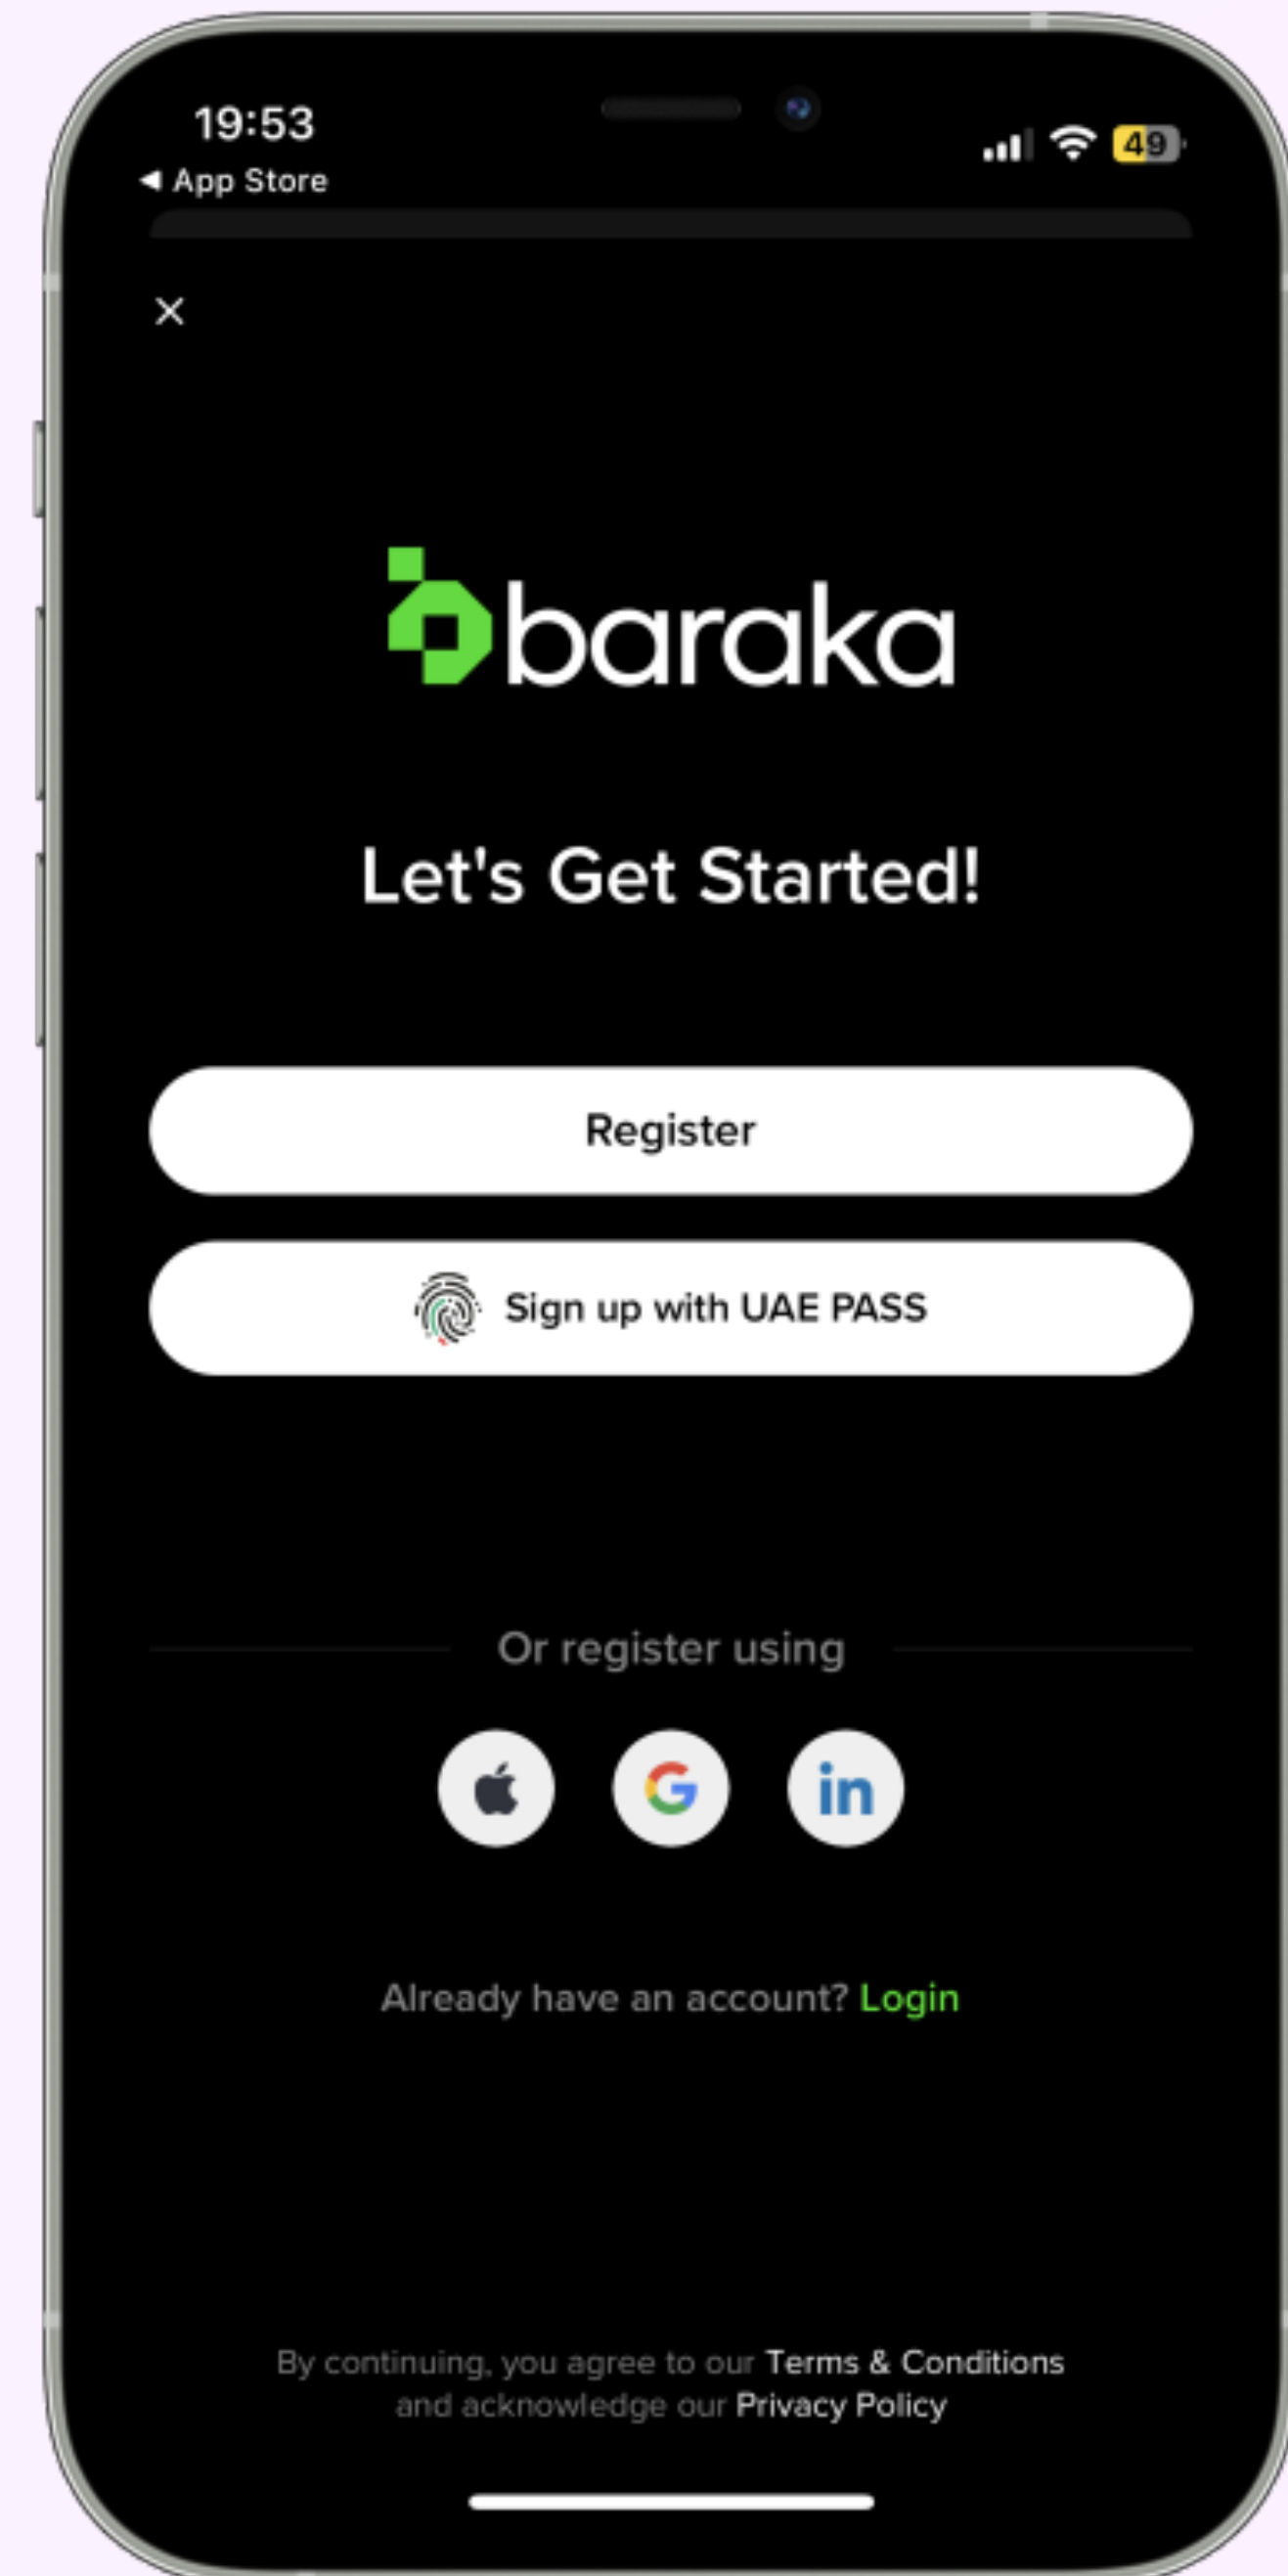 19:53
49
◀ App Store
baraka
Let's Get Started!
Register
Sign up with UAE PASS
Or register using
in
Already have an account? Login
By continuing, you agree to our Terms & Conditions
and acknowledge our Privacy Policy